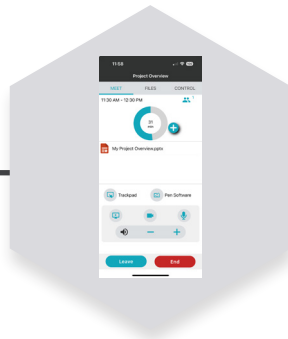 11:58
Project Overview
MEET FILES CONTROL
11:30 AM - 12:30 PM 1
31
min
My Project Overview.pptx
Trackpad Pen Software
Leave End